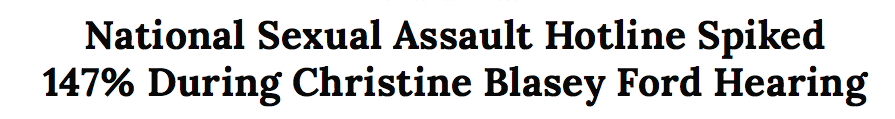 National Sexual Assault Hotline Spiked
147% During Christine Blasey Ford Hearing